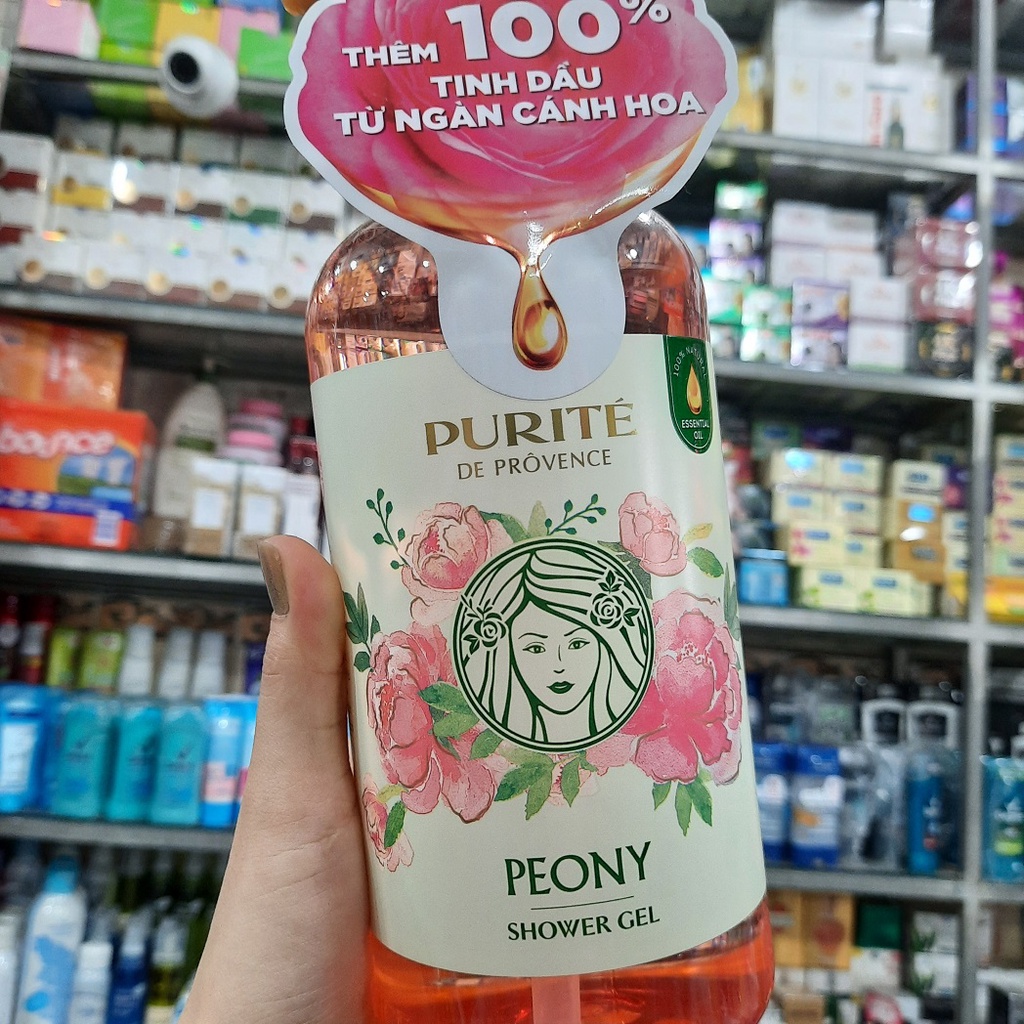 THÊM 100%
TINH DẦU
TỪ NGÀN CÁNH HOA
100% NATURAL
ESSENTIAL
OIL
PURITÉ
DE PRÔVENCE
PEONY
SHOWER GEL
bounce